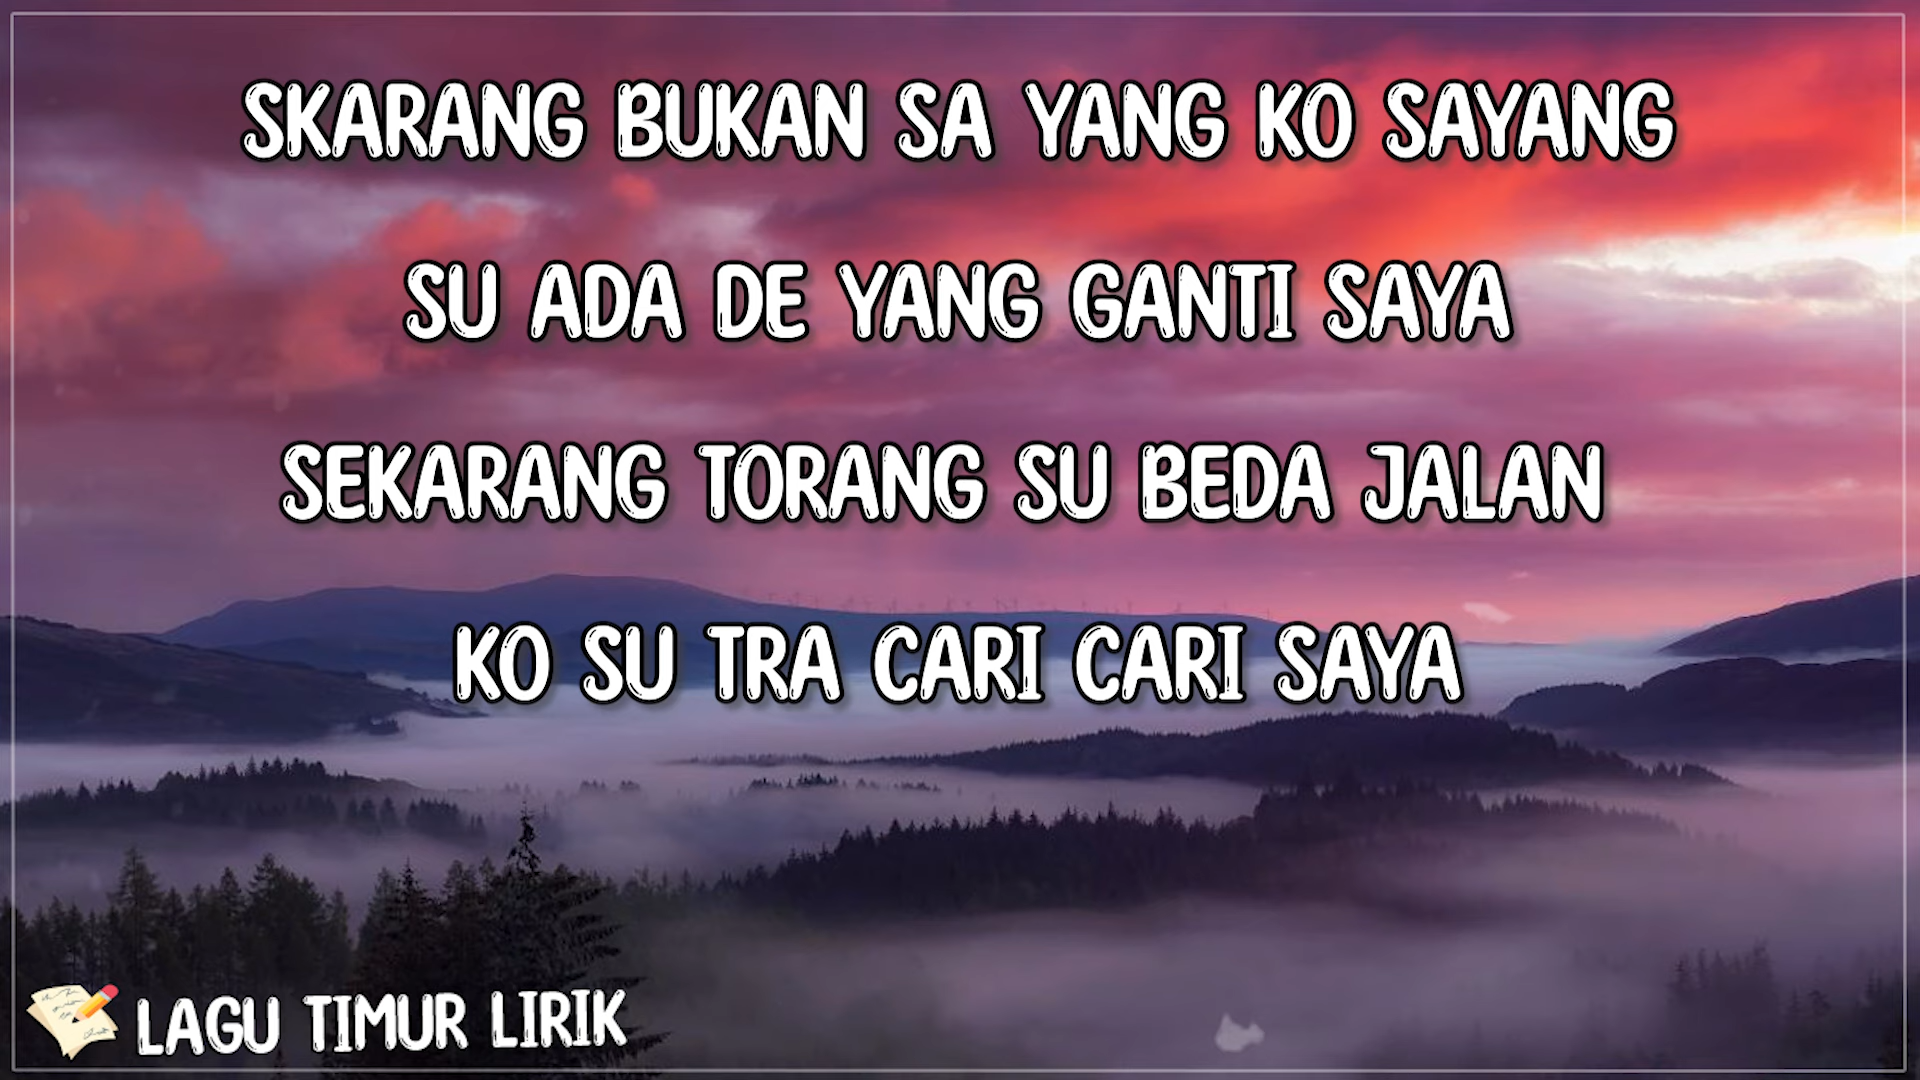 SKARANG BUKAN SA YANG KO SAYANG
SU ADA DE YANG GANTI SAYA
SEKARANG TORANG SU BEDA JALAN
KO SU TRA CARI CARI SAYA
LAGU TIMUR LIRIK